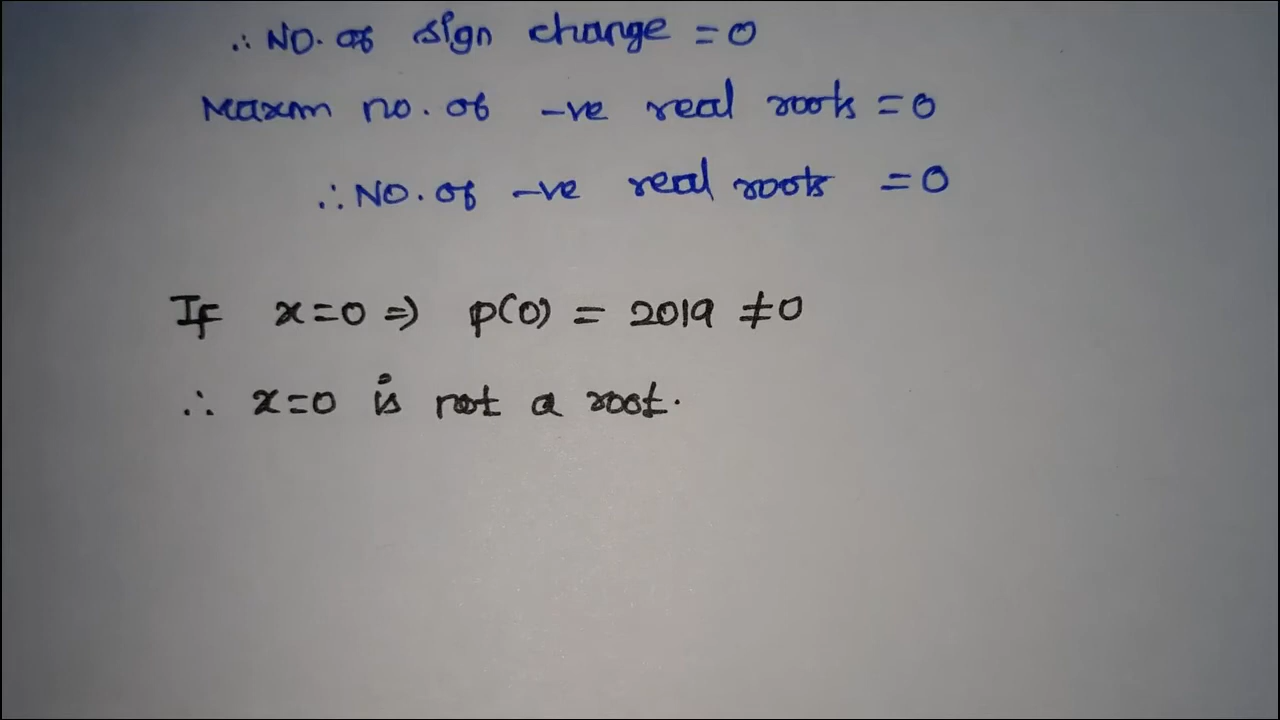 ∴ NO. of sign change = 0
Maxm no. of -ve real roots = 0
∴ NO. of -ve real roots = 0
If x=0 ⇒ p(0) = 2019 ≠0
∴ x=0 is not a root.